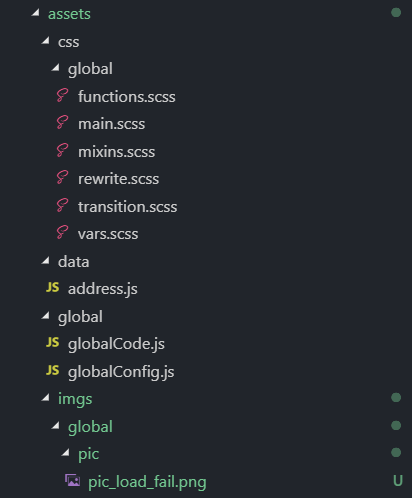 assets
css
global
functions.scss
main.scss
mixins.scss
rewrite.scss
transition.scss
vars.scss
data
JS address.js
global
JS globalCode.js
JS globalConfig.js
imgs
global
pic
pic_load_fail.png U